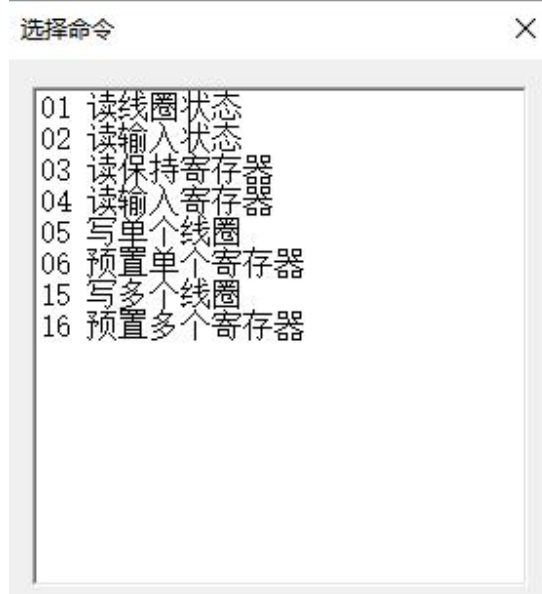 选择命令
01 读线圈状态
02 读输入状态
03 读保持寄存器
04 读输入寄存器
05 写单个线圈
06 预置单个寄存器
15 写多个线圈
16 预置多个寄存器